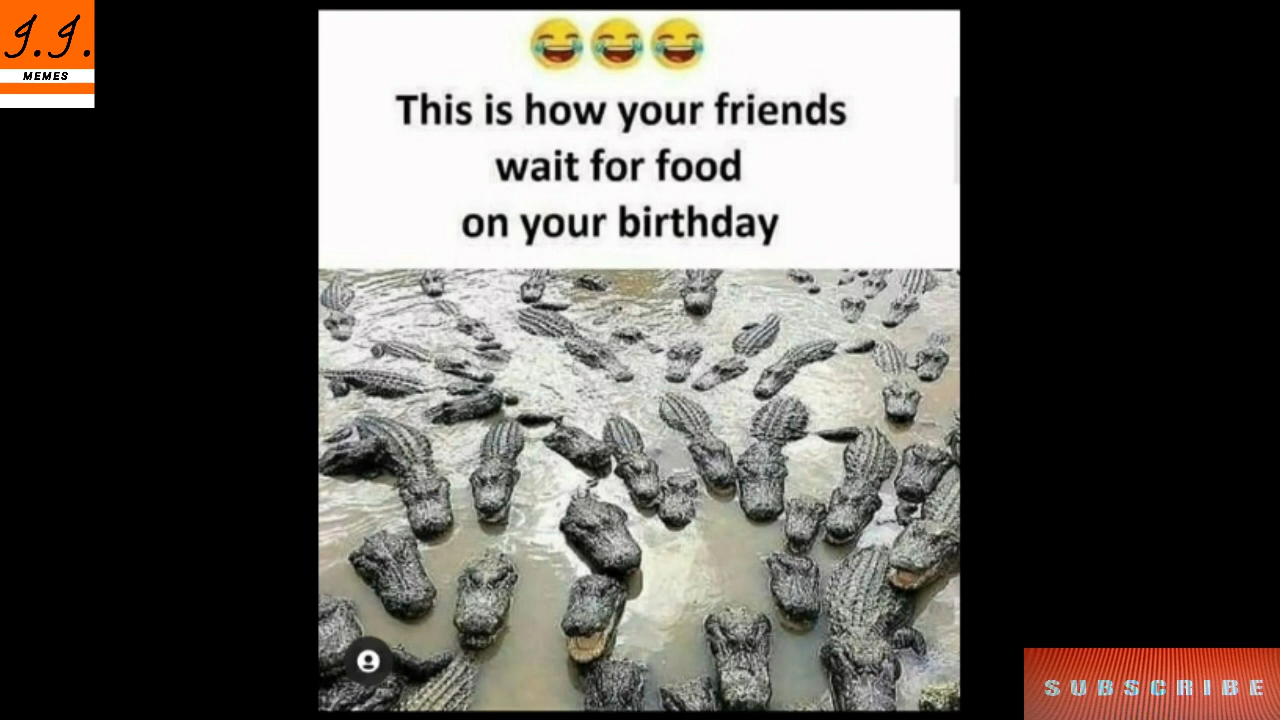 J.J.
MEMES
😂😂😂
This is how your friends
wait for food
on your birthday
SUBSCRIBE